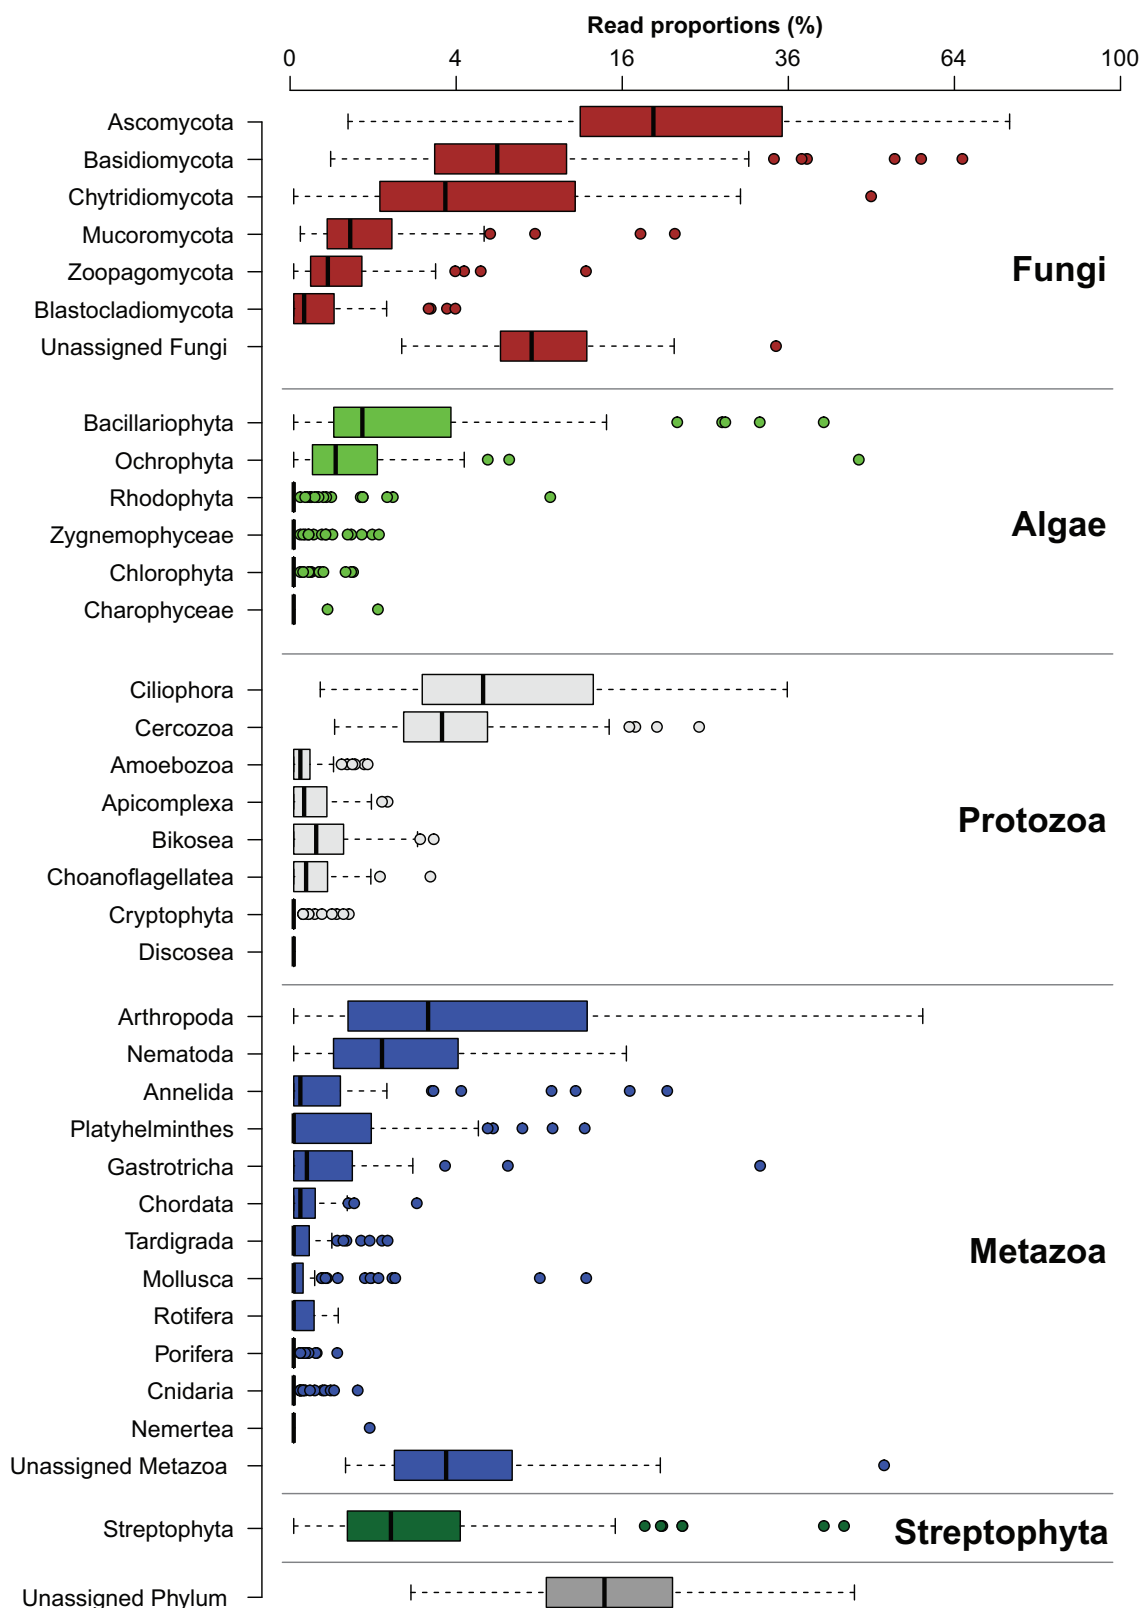 Read proportions (%)
0 4 16 36 64 100
Ascomycota
Basidiomycota
Chytridiomycota
Mucoromycota
Zoopagomycota
Fungi
Blastocladiomycota
Unassigned Fungi
Bacillariophyta
Ochrophyta
Rhodophyta
Algae
Zygnemophyceae
Chlorophyta
Charophyceae
Ciliophora
Cercozoa
Amoebozoa
Apicomplexa
Protozoa
Bikosea
Choanoflagellatea
Cryptophyta
Discosea
Arthropoda
Nematoda
Annelida
Platyhelminthes
Gastrotricha
Chordata
Tardigrada
Metazoa
Mollusca
Rotifera
Porifera
Cnidaria
Nemertea
Unassigned Metazoa
Streptophyta
Streptophyta
Unassigned Phylum